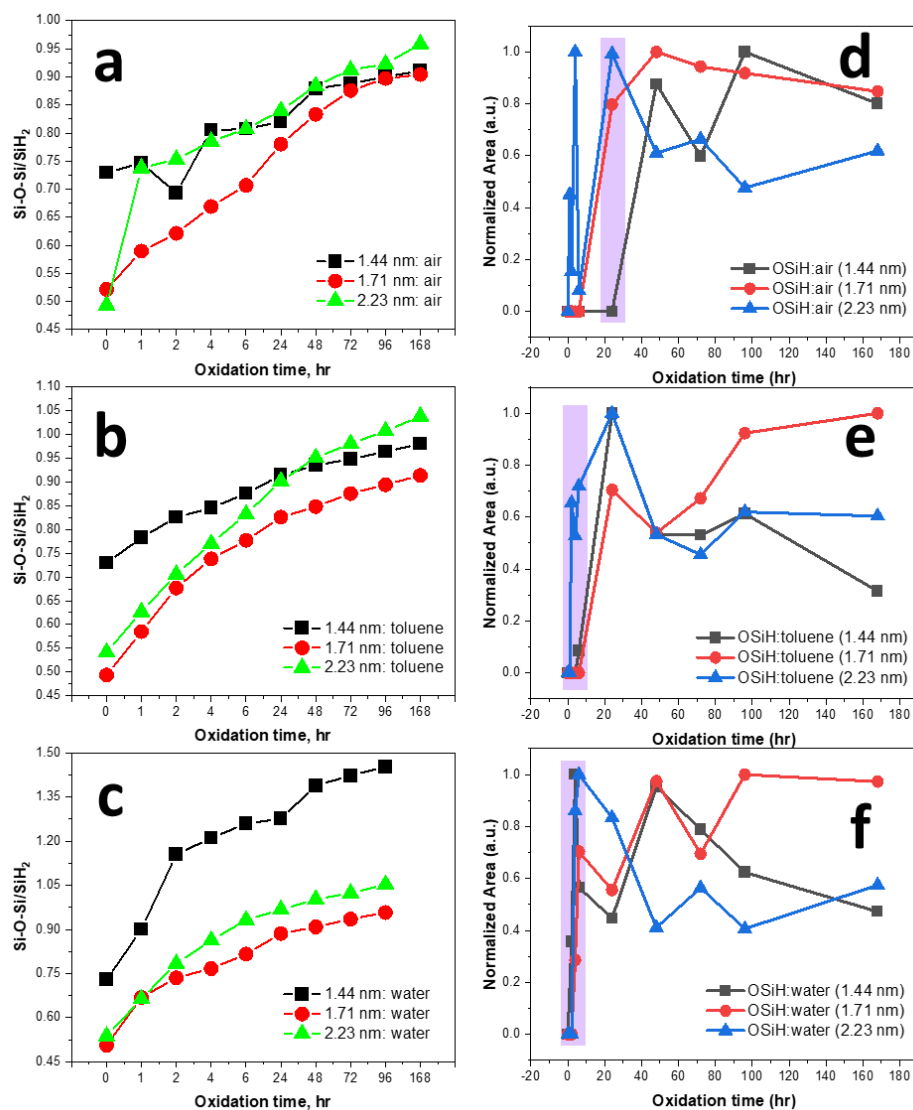 a
Si-O-Si/SiH₂
1.00
0.95
0.90
0.85
0.80
0.75
0.70
0.65
0.60
0.55
0.50
0.45
1.44 nm: air
1.71 nm: air
2.23 nm: air
0 1 2 4 6 24 48 72 96 168
Oxidation time, hr
d
Normalized Area (a.u.)
1.0
0.8
0.6
0.4
0.2
0.0
OSiH:air (1.44 nm)
OSiH:air (1.71 nm)
OSiH:air (2.23 nm)
-20 0 20 40 60 80 100 120 140 160 180
Oxidation time (hr)
b
Si-O-Si/SiH₂
1.10
1.05
1.00
0.95
0.90
0.85
0.80
0.75
0.70
0.65
0.60
0.55
0.50
0.45
1.44 nm: toluene
1.71 nm: toluene
2.23 nm: toluene
0 1 2 4 6 24 48 72 96 168
Oxidation time, hr
e
Normalized Area (a.u.)
1.0
0.8
0.6
0.4
0.2
0.0
OSiH:toluene (1.44 nm)
OSiH:toluene (1.71 nm)
OSiH:toluene (2.23 nm)
-20 0 20 40 60 80 100 120 140 160 180
Oxidation time (hr)
c
Si-O-Si/SiH₂
1.50
1.35
1.20
1.05
0.90
0.75
0.60
0.45
1.44 nm: water
1.71 nm: water
2.23 nm: water
0 1 2 4 6 24 48 72 96
Oxidation time, hr
f
Normalized Area (a.u.)
1.0
0.8
0.6
0.4
0.2
0.0
OSiH:water (1.44 nm)
OSiH:water (1.71 nm)
OSiH:water (2.23 nm)
-20 0 20 40 60 80 100 120 140 160 180
Oxidation time (hr)